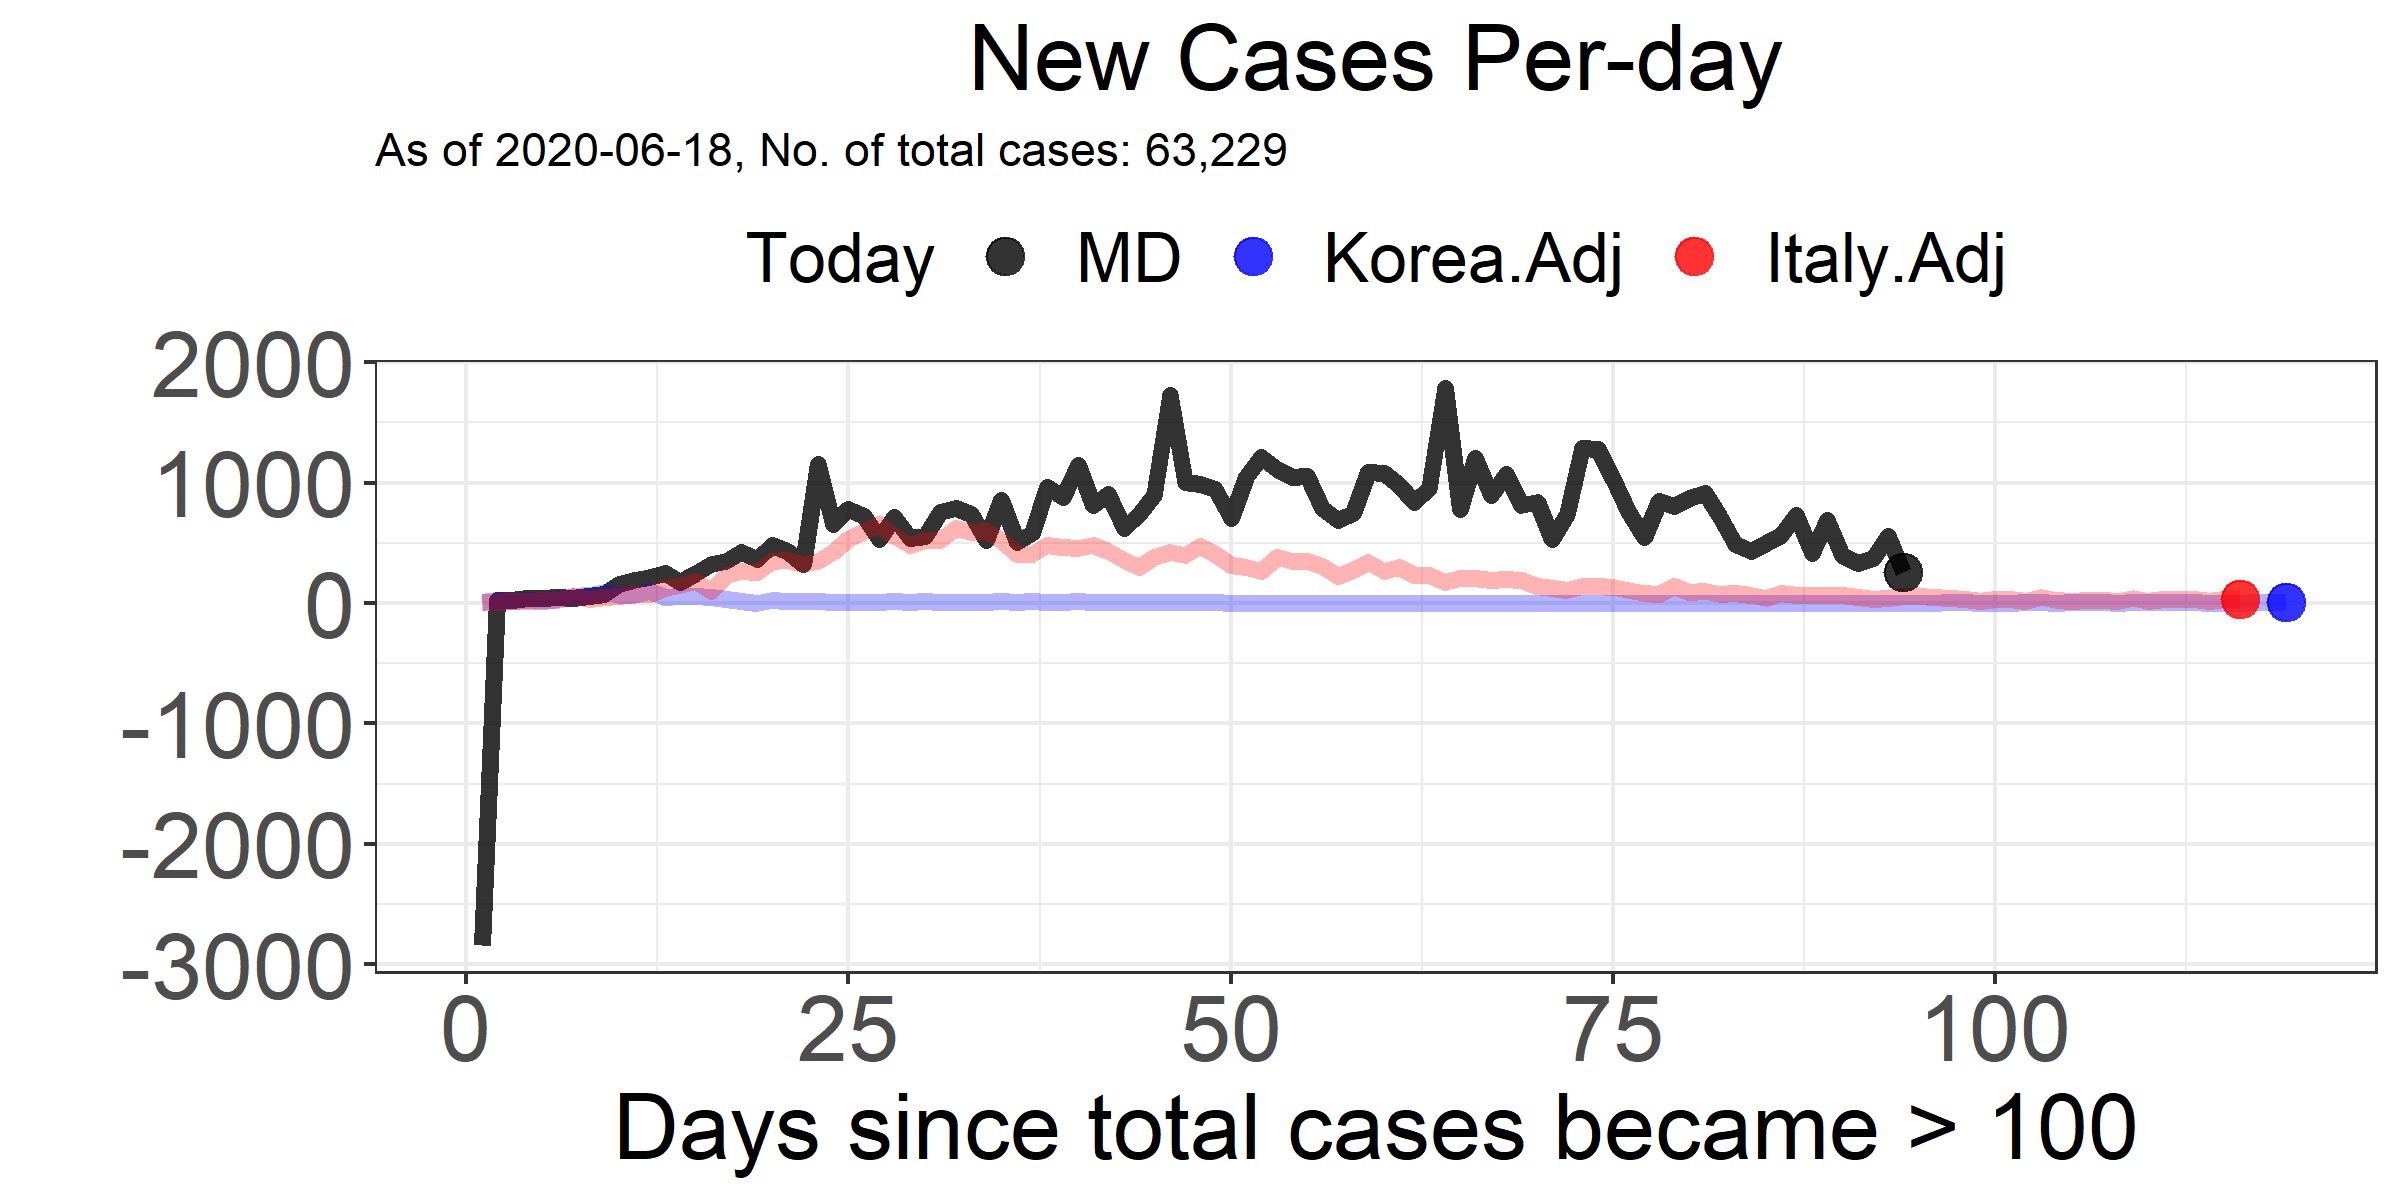 New Cases Per-day
As of 2020-06-18, No. of total cases: 63,229
Today MD Korea.Adj Italy.Adj
2000
1000
0
-1000
-2000
-3000
0 25 50 75 100
Days since total cases became > 100